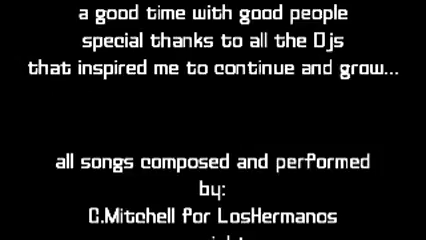 a good time with good people
special thanks to all the Djs
that inspired me to continue and grow...
all songs composed and performed
by:
C.Mitchell for LosHermanos